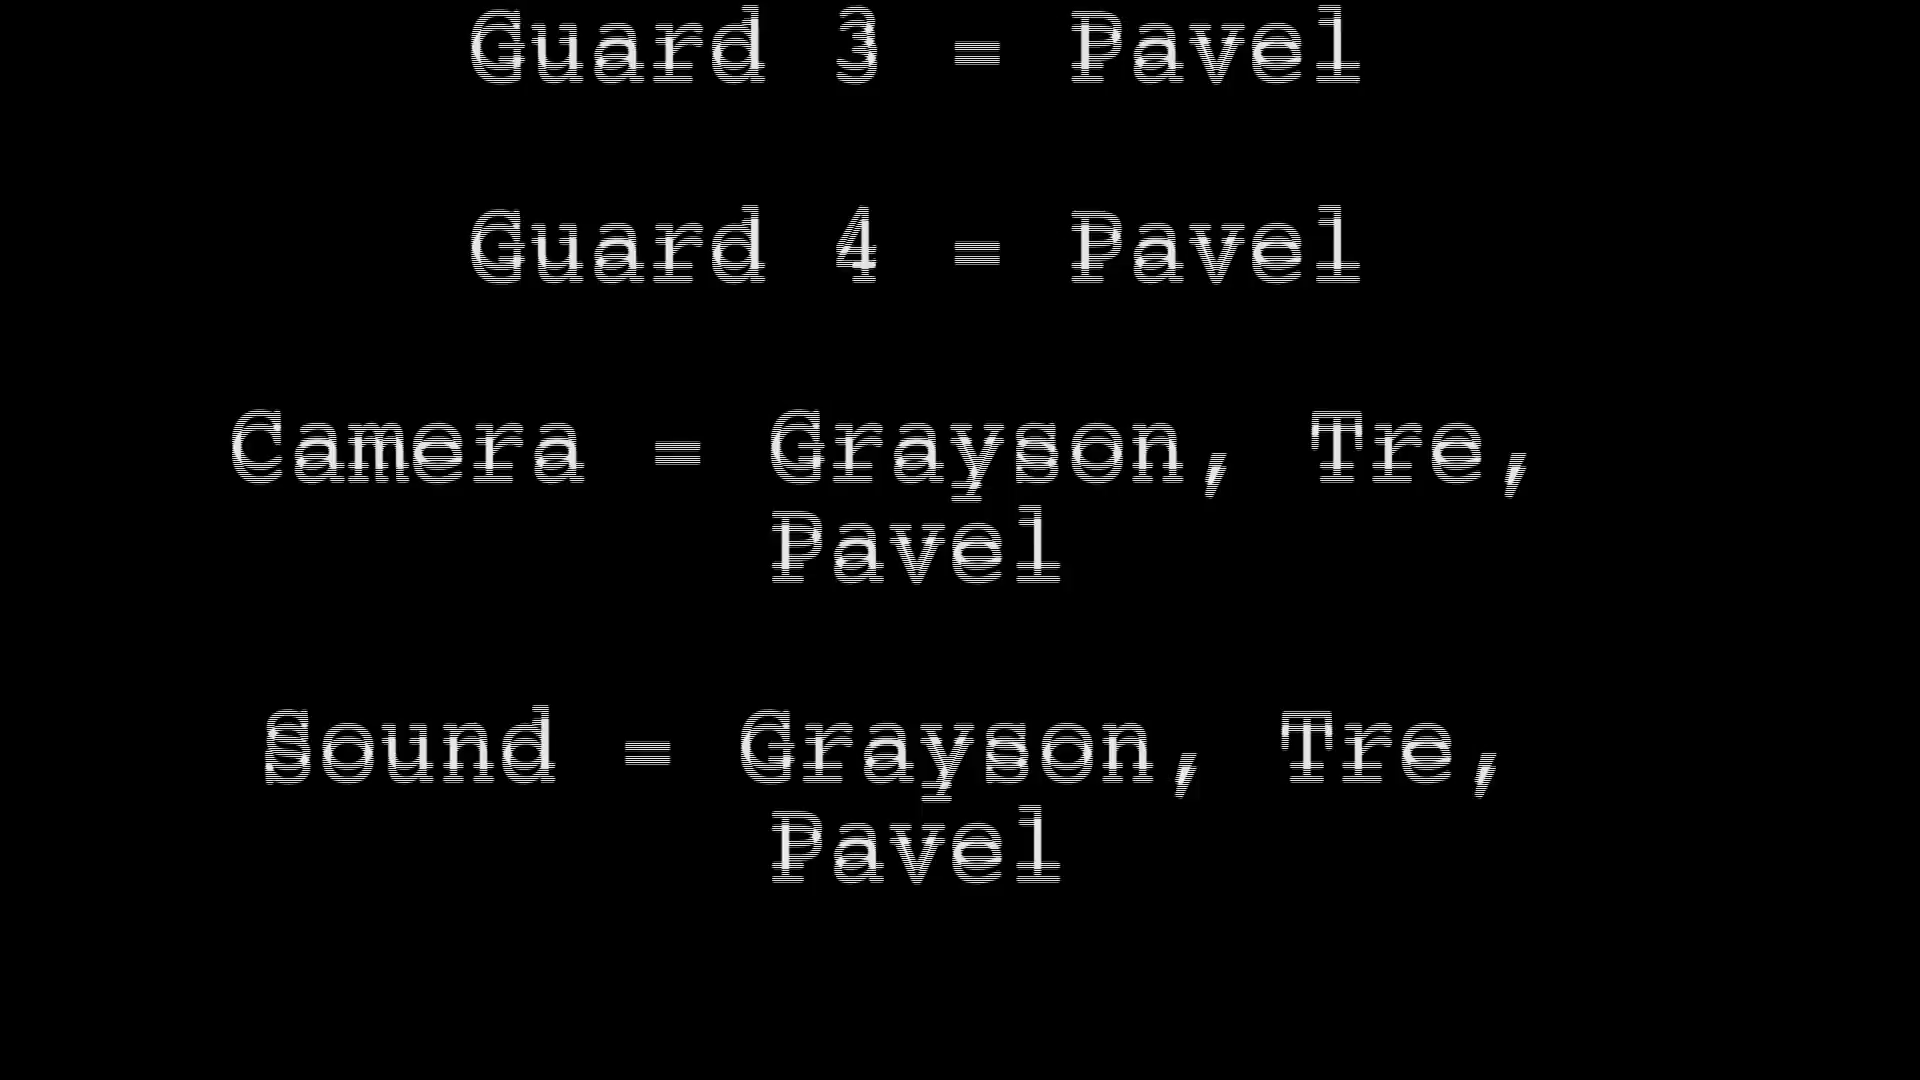 Guard 3 = Pavel
Guard 4 = Pavel
Camera = Grayson, Tre,
Pavel
Sound = Grayson, Tre,
Pavel